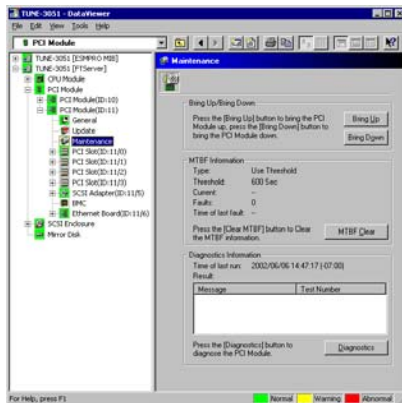 TUNE-3051 - DataViewer
File Edit View Tools Help
PCI Module
TUNE-3051 [ESMPRO MIB]
TUNE-3051 [FTServer]
CPU Module
PCI Module
PCI Module(ID:10)
PCI Module(ID:11)
General
Update
Maintenance
PCI Slot(ID:11/0)
PCI Slot(ID:11/1)
PCI Slot(ID:11/2)
PCI Slot(ID:11/3)
SCSI Adapter(ID:11/5)
BMC
Ethernet Board(ID:11/6)
SCSI Enclosure
Mirror Disk
Maintenance
Bring Up/Bring Down
Press the [Bring Up] button to bring the PCI
Module up, press the [Bring Down] button to
bring the PCI Module down.
Bring Up
Bring Down
MTBF Information
Type: Use Threshold
Threshold: 600 Sec
Current: --
Faults: 0
Time of last fault: --
Press the [Clear MTBF] button to Clear
the MTBF information.
MTBF Clear
Diagnostics Information
Time of last run: 2002/06/06 14:47:17 (-07:00)
Result:
Message Test Number
Press the [Diagnostics] button to
diagnose the PCI Module.
Diagnostics
For Help, press F1
Normal Warning Abnormal